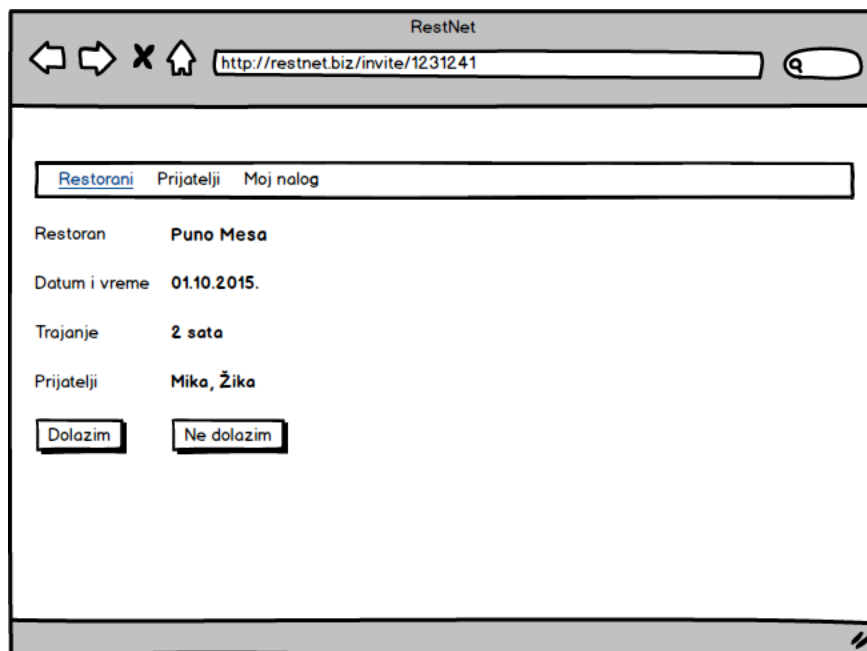 RestNet
http://restnet.biz/invite/1231241
Restorani Prijatelji Moj nalog
Restoran Puno Mesa
Datum i vreme 01.10.2015.
Trajanje 2 sata
Prijatelji Mika, Žika
Dolazim Ne dolazim